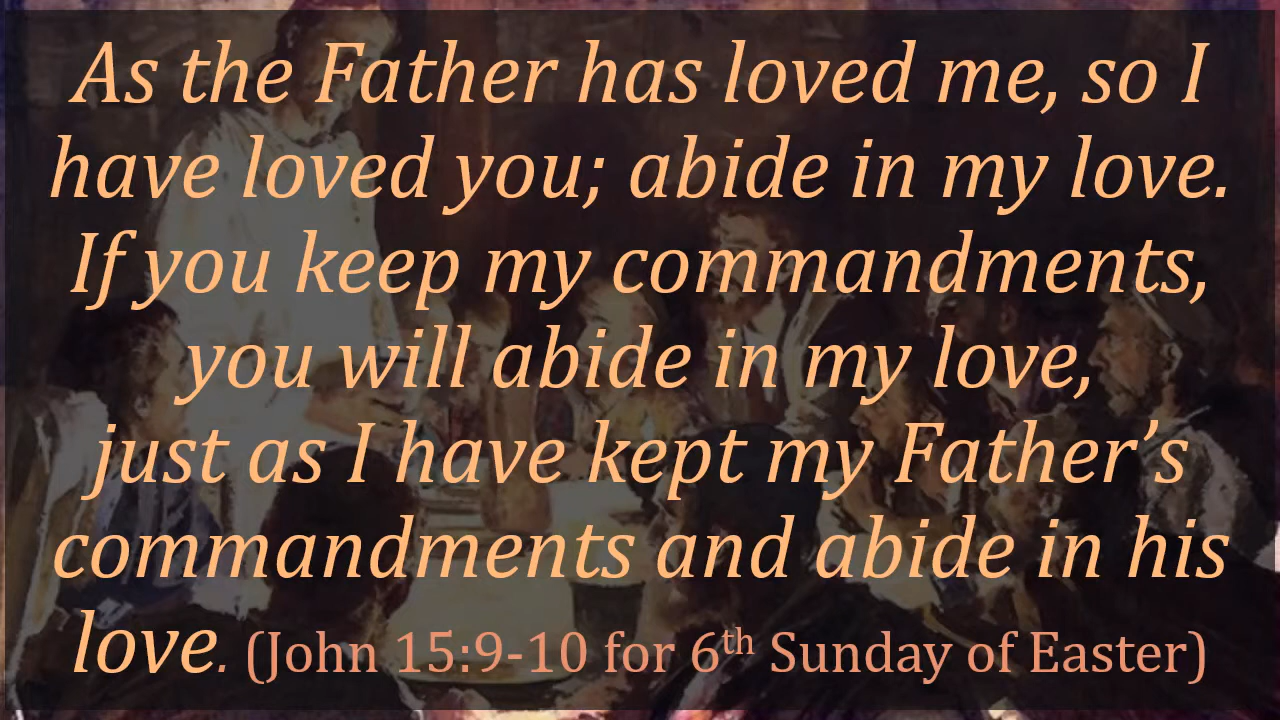 As the Father has loved me, so I
have loved you; abide in my love.
If you keep my commandments,
you will abide in my love,
just as I have kept my Father’s
commandments and abide in his
love. (John 15:9-10 for 6th Sunday of Easter)